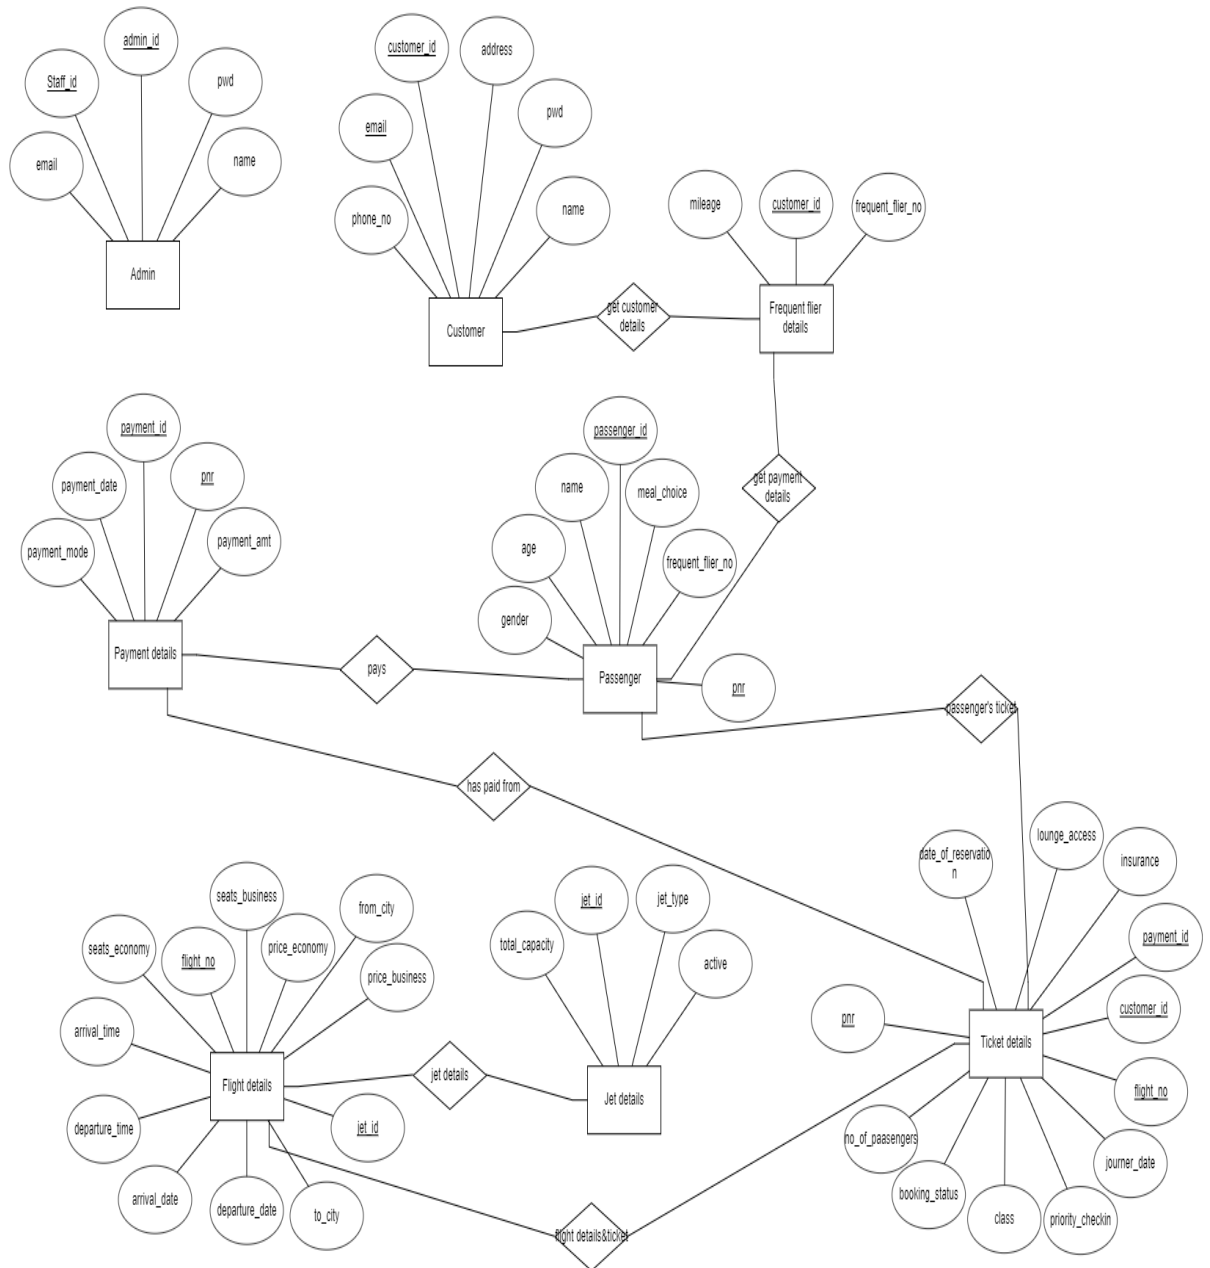 admin_id
Staff_id
pwd
email
name
Admin
customer_id
address
email
pwd
phone_no
name
Customer
get customer
details
mileage
customer_id
frequent_flier_no
Frequent flier
details
get payment
details
payment_id
payment_date
pnr
payment_mode
payment_amt
Payment details
pays
passenger_id
name
meal_choice
age
frequent_flier_no
gender
Passenger
pnr
passenger's ticket
has paid from
seats_business
from_city
seats_economy
flight_no
price_economy
price_business
arrival_time
Flight details
departure_time
jet_id
arrival_date
departure_date
to_city
jet details
jet_id
jet_type
total_capacity
active
Jet details
flight details&ticket
date_of_reservatio
n
lounge_access
insurance
payment_id
customer_id
pnr
Ticket details
flight_no
no_of_paasengers
journer_date
booking_status
class
priority_checkin